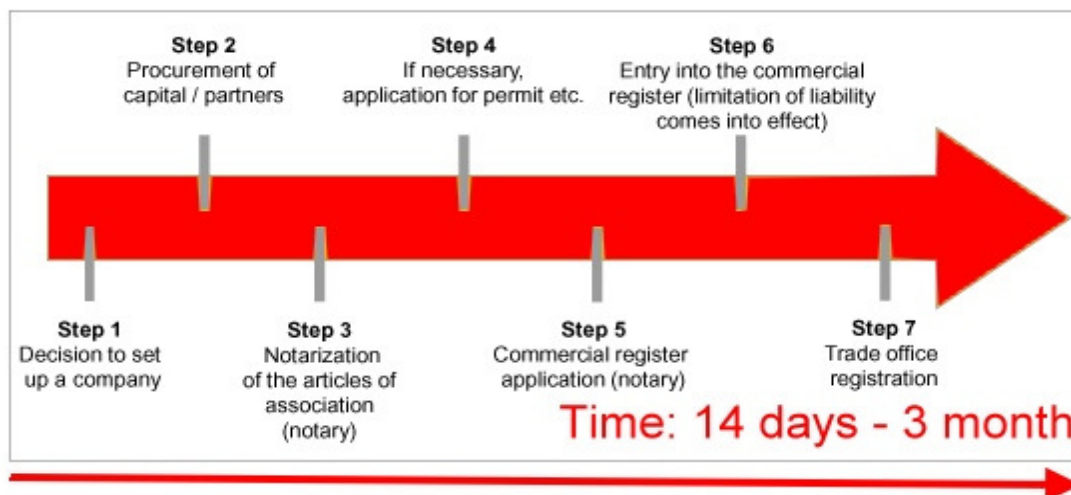 Step 1
Decision to set
up a company
Step 2
Procurement of
capital / partners
Step 3
Notarization
of the articles of
association
(notary)
Step 4
If necessary,
application for permit etc.
Step 5
Commercial register
application (notary)
Step 6
Entry into the commercial
register (limitation of liability
comes into effect)
Step 7
Trade office
registration
Time: 14 days - 3 month